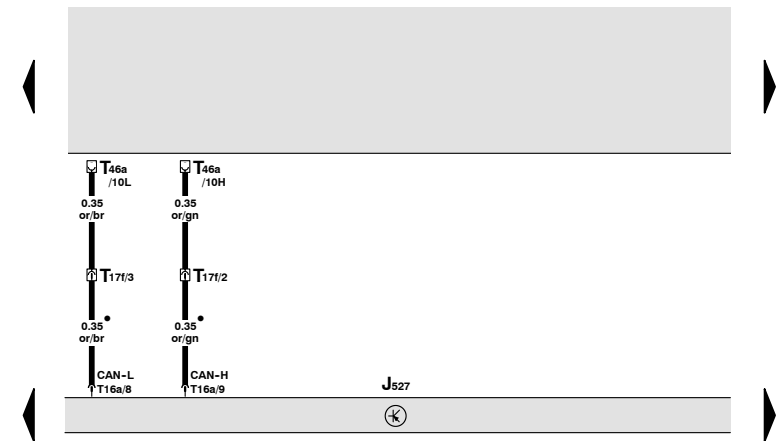 T46a T46a
/10L /10H
0.35 0.35
or/br or/gn
T17f/3 T17f/2
0.35 0.35
or/br or/gn
CAN-L CAN-H
T16a/8 T16a/9
J527